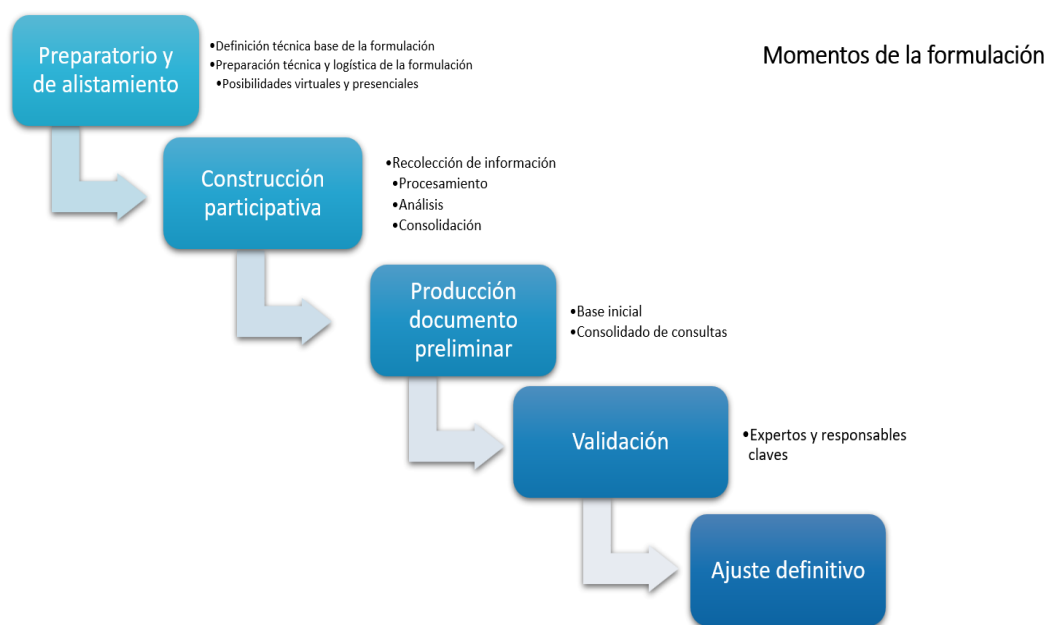 Momentos de la formulación
Preparatorio y
de alistamiento
•Definición técnica base de la formulación
•Preparación técnica y logística de la formulación
•Posibilidades virtuales y presenciales
Construcción
participativa
•Recolección de información
•Procesamiento
•Análisis
•Consolidación
Producción
documento
preliminar
•Base inicial
•Consolidado de consultas
Validación
•Expertos y responsables
claves
Ajuste definitivo